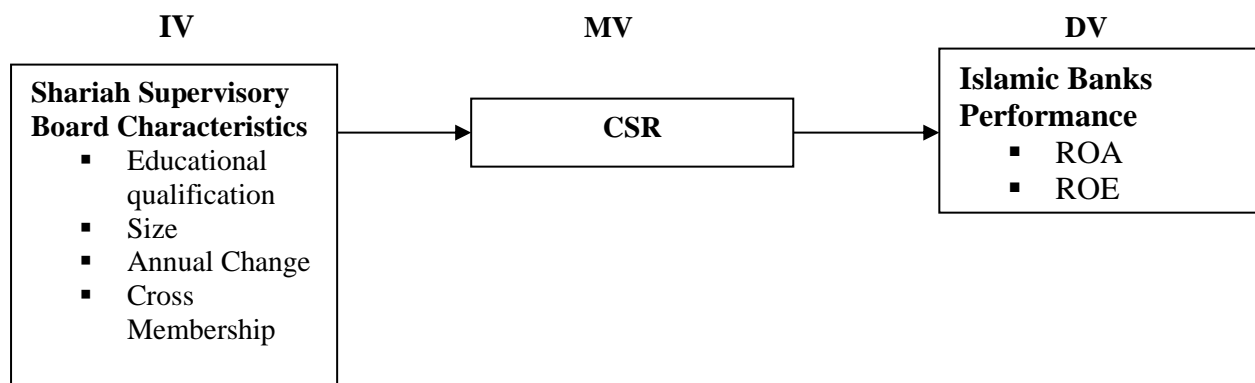 IV
MV
DV
Shariah Supervisory
Board Characteristics
▪ Educational
qualification
▪ Size
▪ Annual Change
▪ Cross
Membership
CSR
Islamic Banks
Performance
▪ ROA
▪ ROE